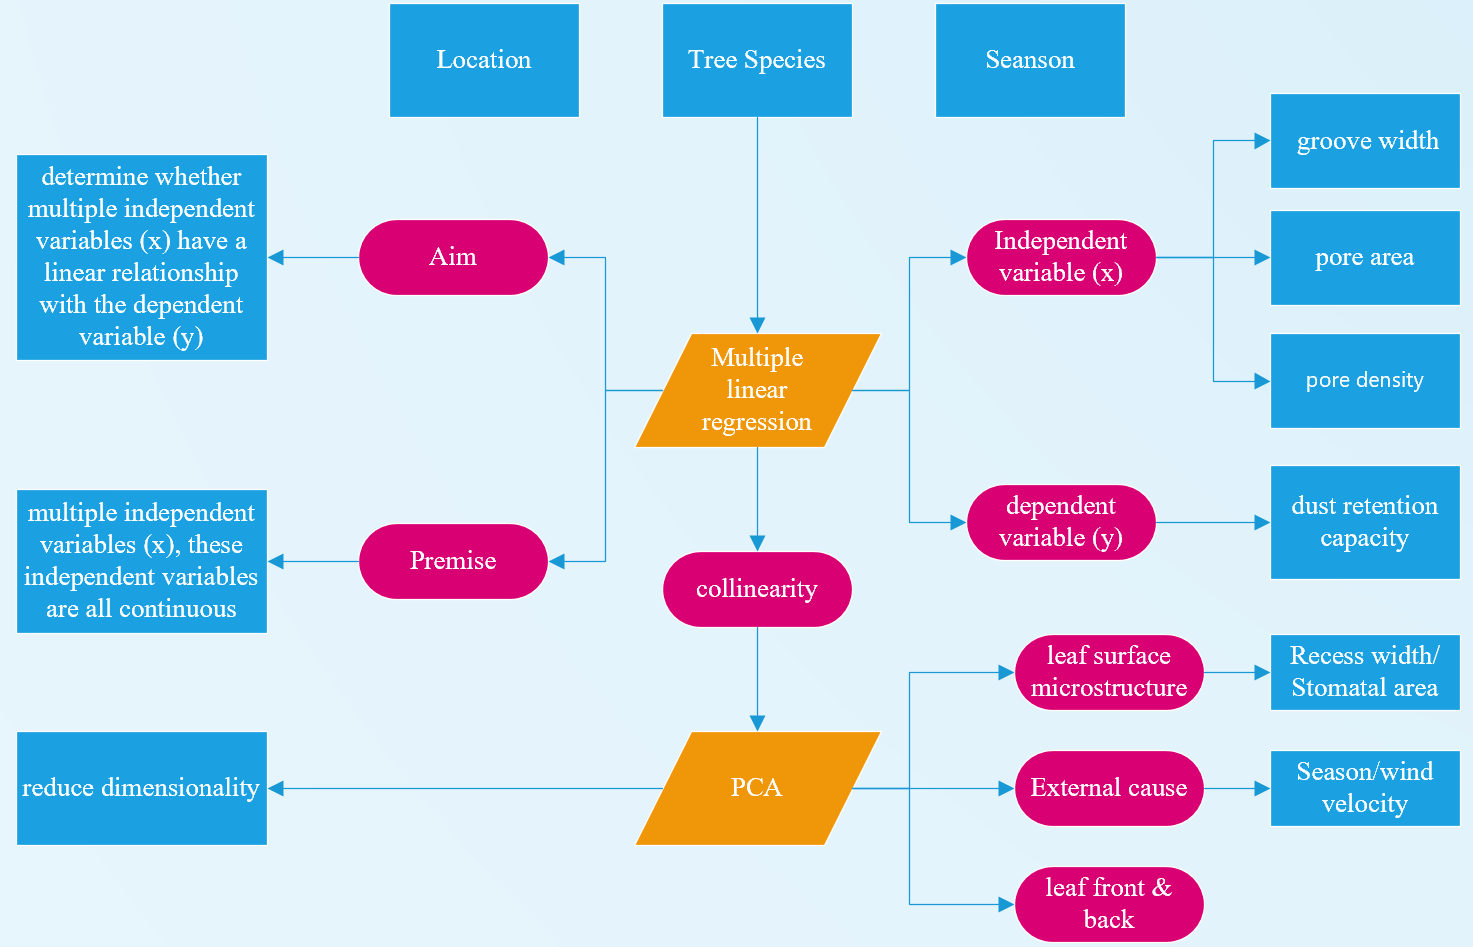 Location
Tree Species
Seanson
groove width
determine whether
multiple independent
variables (x) have a
linear relationship
with the dependent
variable (y)
Aim
Independent
variable (x)
pore area
Multiple
linear
regression
pore density
multiple independent
variables (x), these
independent variables
are all continuous
Premise
collinearity
dependent
variable (y)
dust retention
capacity
leaf surface
microstructure
Recess width/
Stomatal area
reduce dimensionality
PCA
External cause
Season/wind
velocity
leaf front &
back